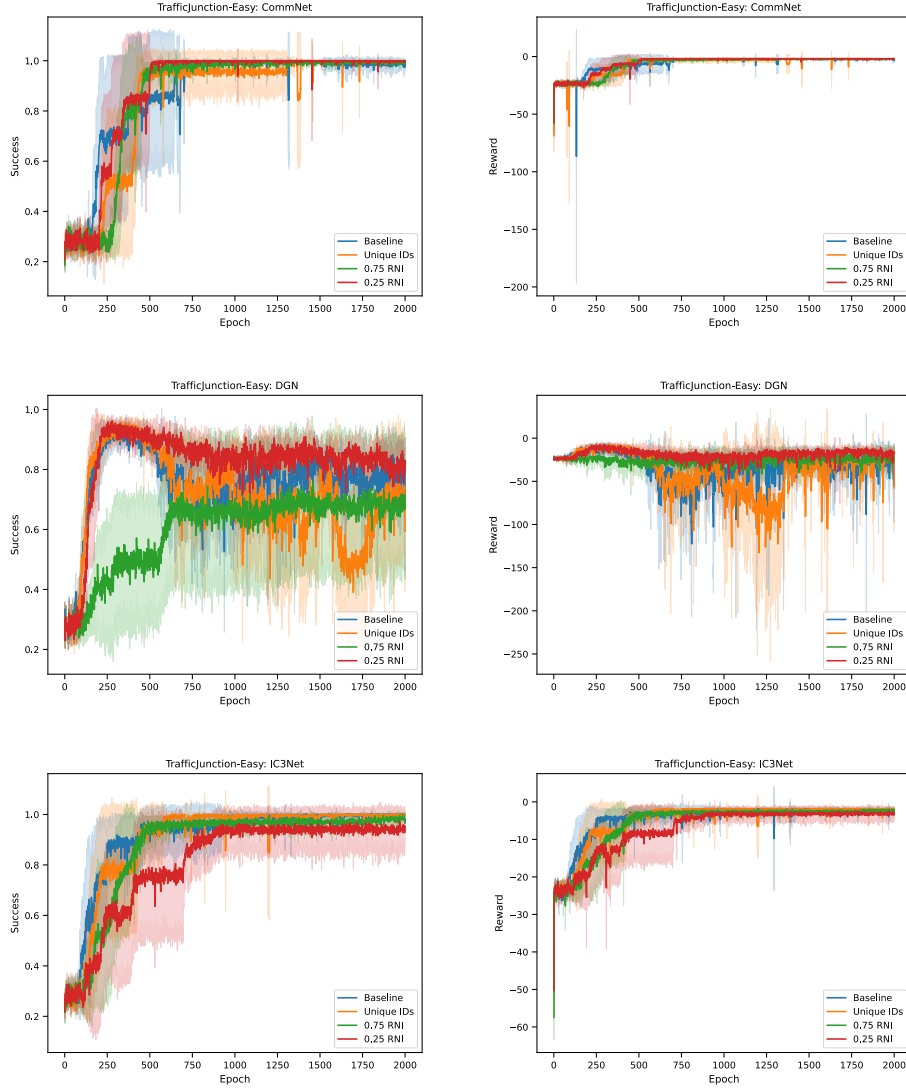 TrafficJunction-Easy: CommNet
Success
1.0
0.8
0.6
0.4
0.2
0 250 500 750 1000 1250 1500 1750 2000
Epoch
Baseline
Unique IDs
0.75 RNI
0.25 RNI
TrafficJunction-Easy: CommNet
Reward
0
−50
−100
−150
−200
0 250 500 750 1000 1250 1500 1750 2000
Epoch
Baseline
Unique IDs
0.75 RNI
0.25 RNI
TrafficJunction-Easy: DGN
Success
1.0
0.8
0.6
0.4
0.2
0 250 500 750 1000 1250 1500 1750 2000
Epoch
Baseline
Unique IDs
0.75 RNI
0.25 RNI
TrafficJunction-Easy: DGN
Reward
0
−50
−100
−150
−200
−250
0 250 500 750 1000 1250 1500 1750 2000
Epoch
Baseline
Unique IDs
0.75 RNI
0.25 RNI
TrafficJunction-Easy: IC3Net
Success
1.0
0.8
0.6
0.4
0.2
0 250 500 750 1000 1250 1500 1750 2000
Epoch
Baseline
Unique IDs
0.75 RNI
0.25 RNI
TrafficJunction-Easy: IC3Net
Reward
0
−10
−20
−30
−40
−50
−60
0 250 500 750 1000 1250 1500 1750 2000
Epoch
Baseline
Unique IDs
0.75 RNI
0.25 RNI